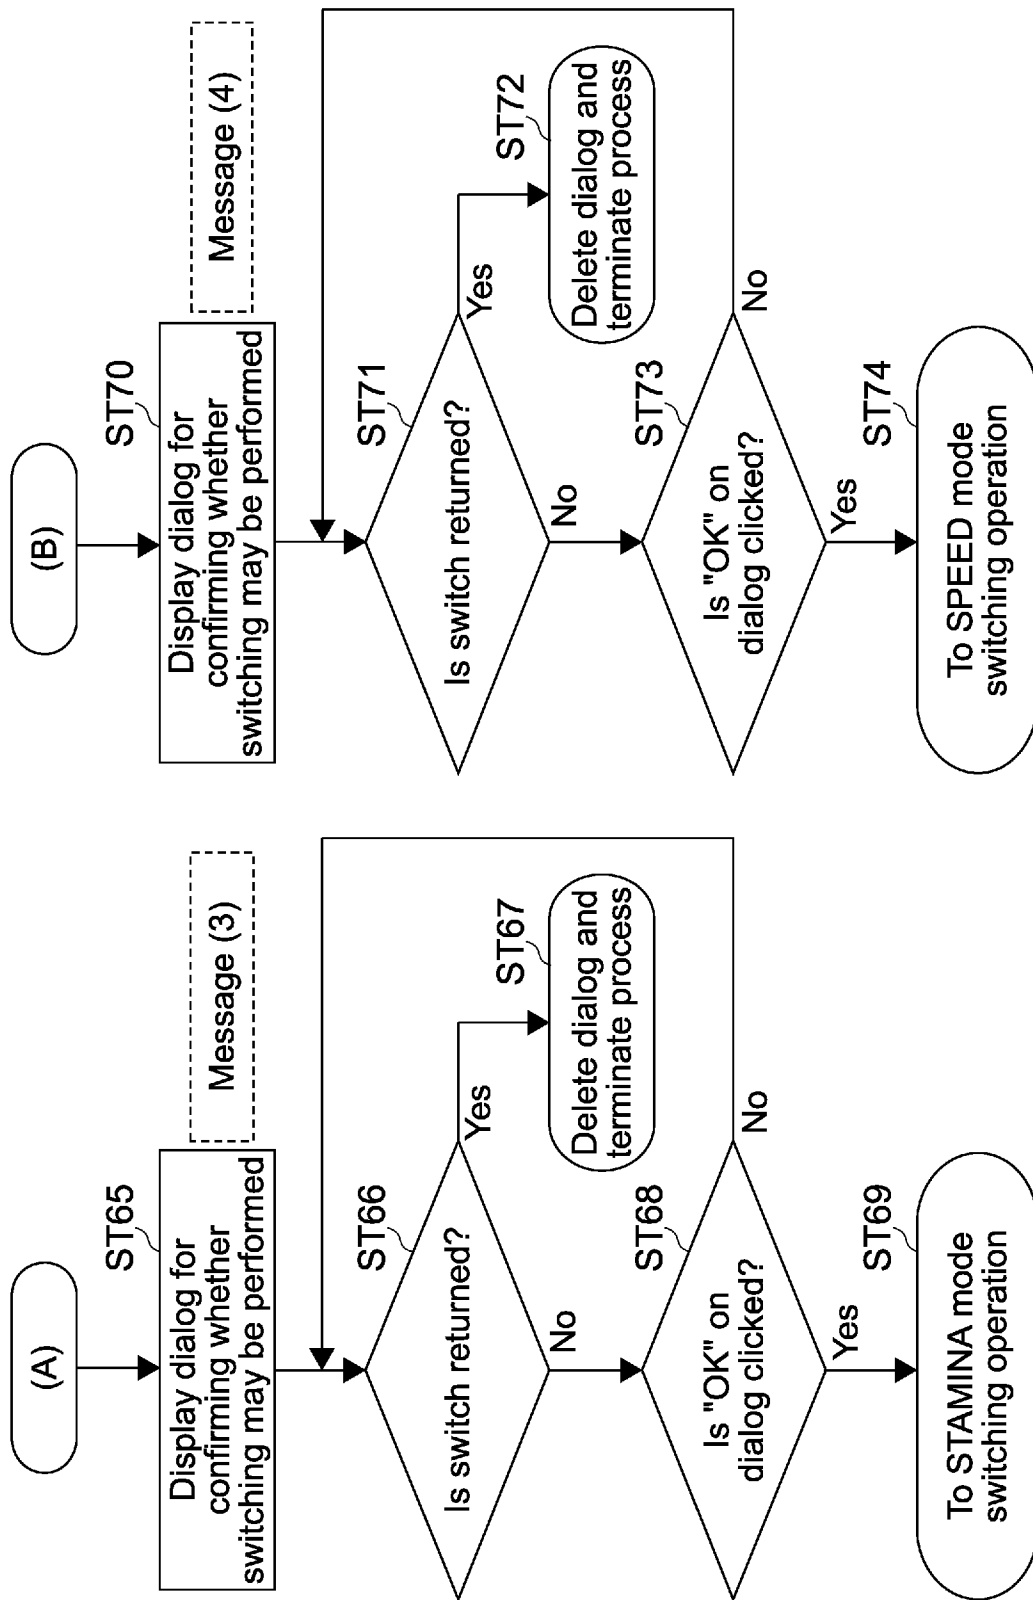 (A)
ST65
Display dialog for
confirming whether
switching may be performed
Message (3)
ST66
Is switch returned?
Yes
No
ST67
Delete dialog and
terminate process
ST68
Is "OK" on
dialog clicked?
No
Yes
ST69
To STAMINA mode
switching operation
(B)
ST70
Display dialog for
confirming whether
switching may be performed
Message (4)
ST71
Is switch returned?
Yes
No
ST72
Delete dialog and
terminate process
ST73
Is "OK" on
dialog clicked?
No
Yes
ST74
To SPEED mode
switching operation